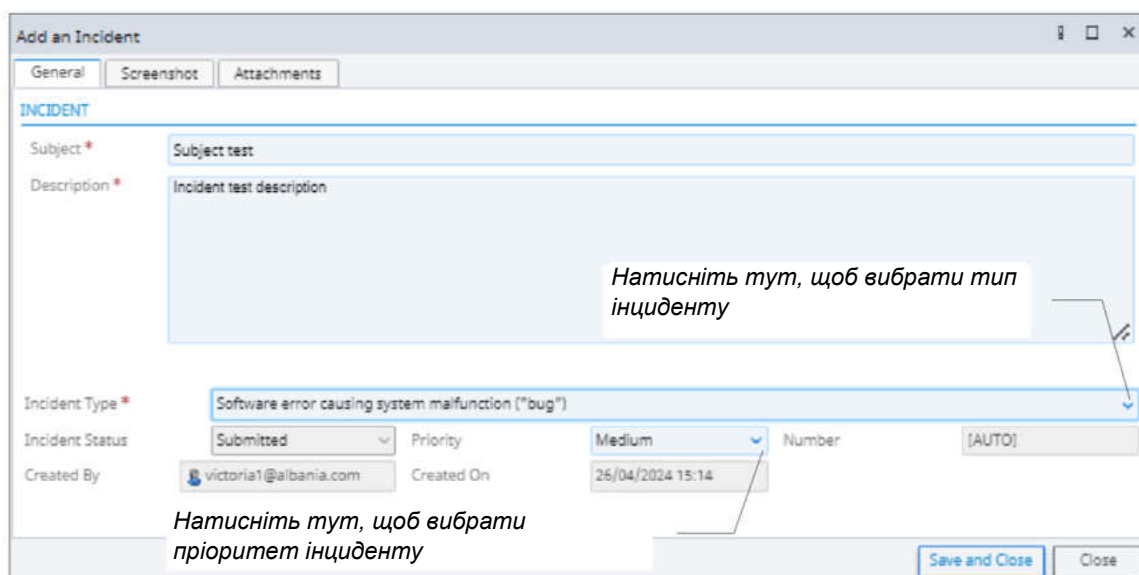 Add an Incident
General Screenshot Attachments
INCIDENT
Subject * Subject test
Description * Incident test description
Натисніть тут, щоб вибрати тип
інциденту
Incident Type * Software error causing system malfunction ("bug")
Incident Status Submitted Priority Medium Number [AUTO]
Created By victoria1@albania.com Created On 26/04/2024 15:14
Натисніть тут, щоб вибрати
пріоритет інциденту
Save and Close Close